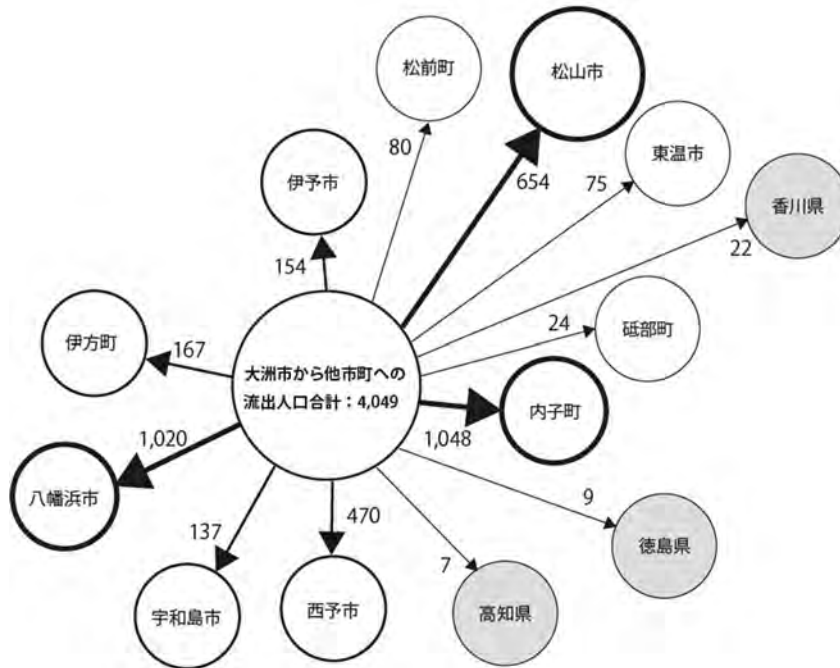 松前町
松山市
80
654
東温市
75
伊予市
154
香川県
22
伊方町
167
24
砥部町
大洲市から他市町への
流出人口合計：4,049
内子町
1,048
1,020
八幡浜市
137
470
9
徳島県
7
宇和島市
西予市
高知県